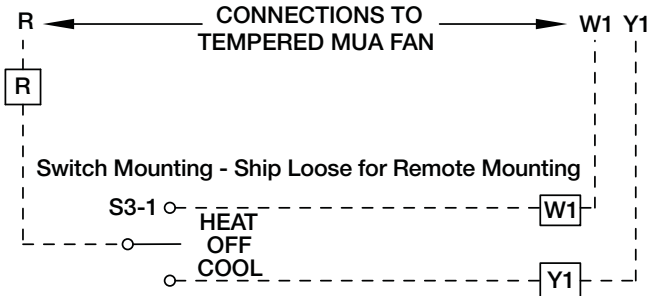 R CONNECTIONS TO W1 Y1
TEMPERED MUA FAN
R
Switch Mounting - Ship Loose for Remote Mounting
S3-1 W1
HEAT
OFF
COOL
Y1